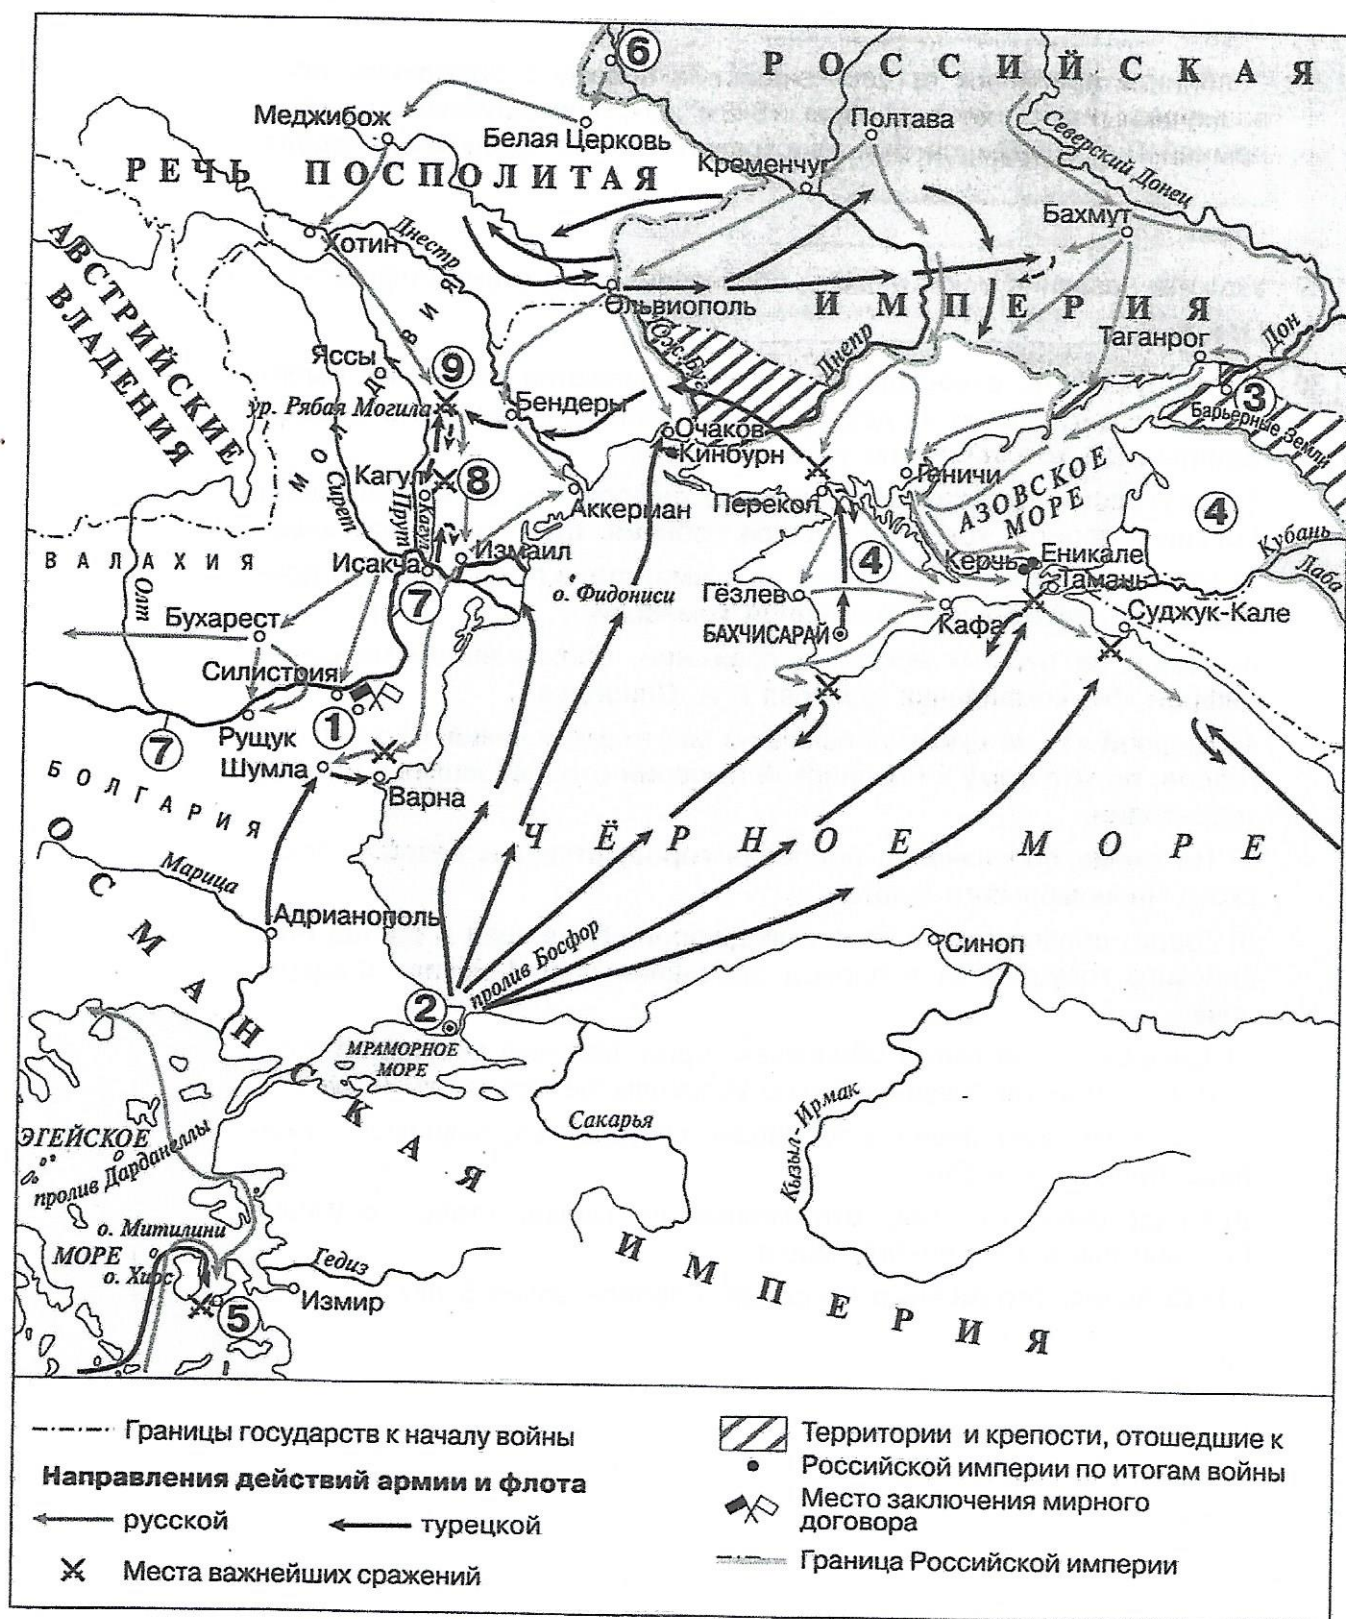 6
РОССИЙСКАЯ
Меджибож
Белая Церковь
Полтава
Северский Донец
Кременчуг
РЕЧЬ ПОСПОЛИТАЯ
Бахмут
АВСТРИЙСКИЕ
ВЛАДЕНИЯ
Хотин
Днестр
Ольвиополь
ИМПЕРИЯ
Таганрог
Дон
Юж. Буг
Днепр
МОЛДАВИЯ
Яссы
9
3
ур. Рябая Могила
Бендеры
Барьерные Земли
Очаков
Кинбурн
Кагул
8
Перекоп
Геничи
АЗОВСКОЕ
МОРЕ
4
Сирет
Прут
Кагул
Аккерман
ВАЛАХИЯ
Исакча
Измаил
4
Керчь
Еникале
Кубань
Лаба
Олт
7
о. Фидониси
Гёзлев
Тамань
Бухарест
БАХЧИСАРАЙ
Кафа
Суджук-Кале
Силистрия
1
7
Рущук
Шумла
Варна
БОЛГАРИЯ
ЧЁРНОЕ МОРЕ
Марица
Адрианополь
пролив Босфор
Синоп
2
МРАМОРНОЕ
МОРЕ
ОСМАНСКАЯ
Сакарья
Кызыл-Ирмак
ЭГЕЙСКОЕ
пролив Дарданеллы
о. Митилини
МОРЕ
о. Хиос
Гедиз
Измир
5
ИМПЕРИЯ
Границы государств к началу войны
Направления действий армии и флота
русской
турецкой
Места важнейших сражений
Территории и крепости, отошедшие к
Российской империи по итогам войны
Место заключения мирного
договора
Граница Российской империи